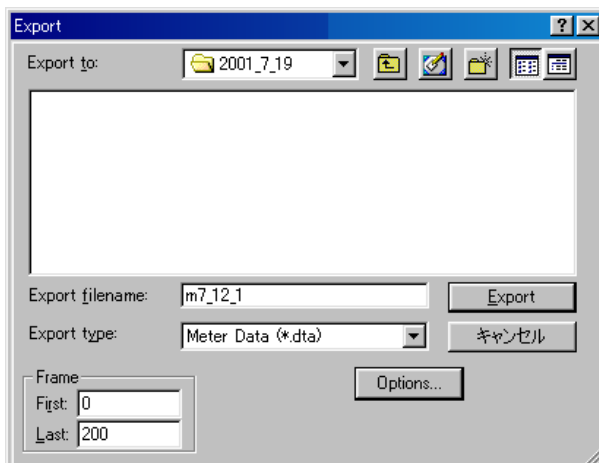 Export
Export to: 2001_7_19
Export filename: m7_12_1 Export
Export type: Meter Data (*.dta) キャンセル
Frame
First: 0
Last: 200
Options...